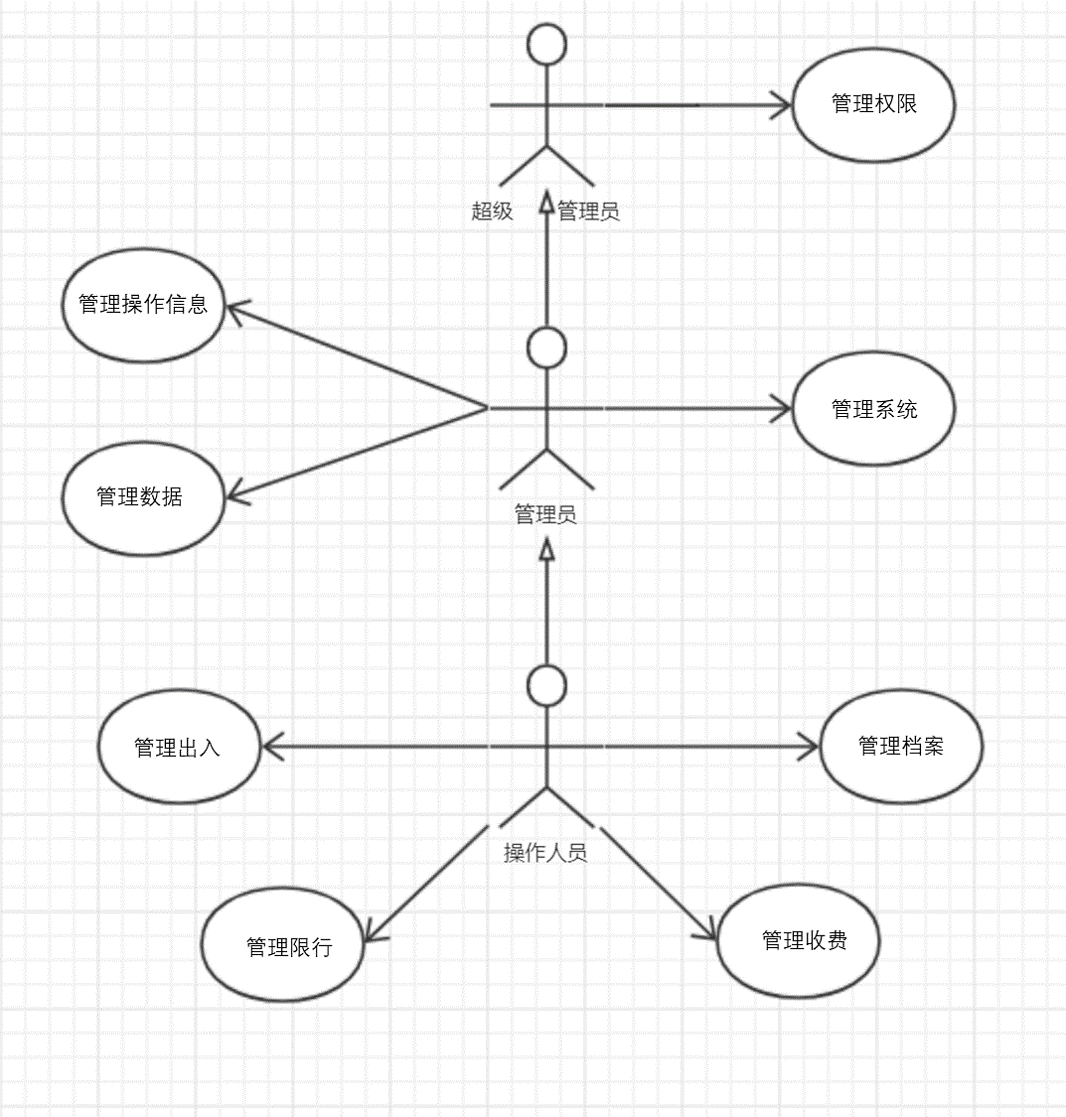 管理权限
超级 管理员
管理操作信息
管理系统
管理数据
管理员
管理出入
管理档案
操作人员
管理限行
管理收费